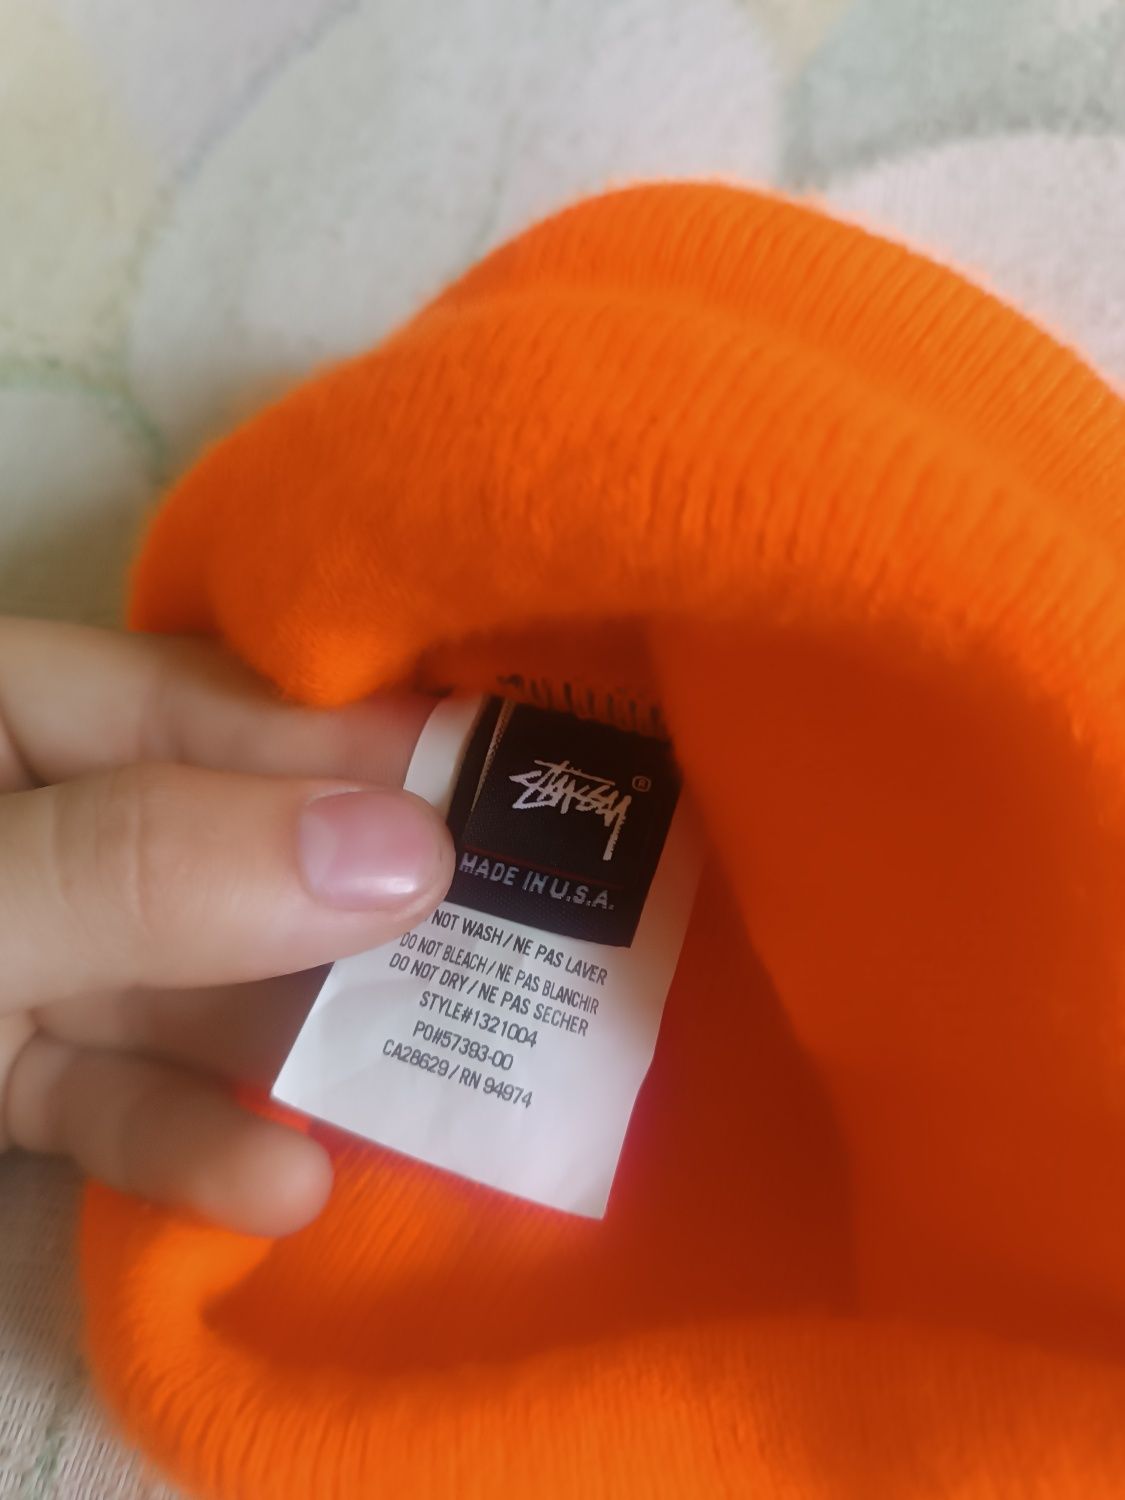 Stüssy ®
MADE IN U.S.A.
NOT WASH / NE PAS LAVER
DO NOT BLEACH / NE PAS BLANCHIR
DO NOT DRY / NE PAS SECHER
STYLE#1321004
PO#57393-00
CA28629 / RN 94974